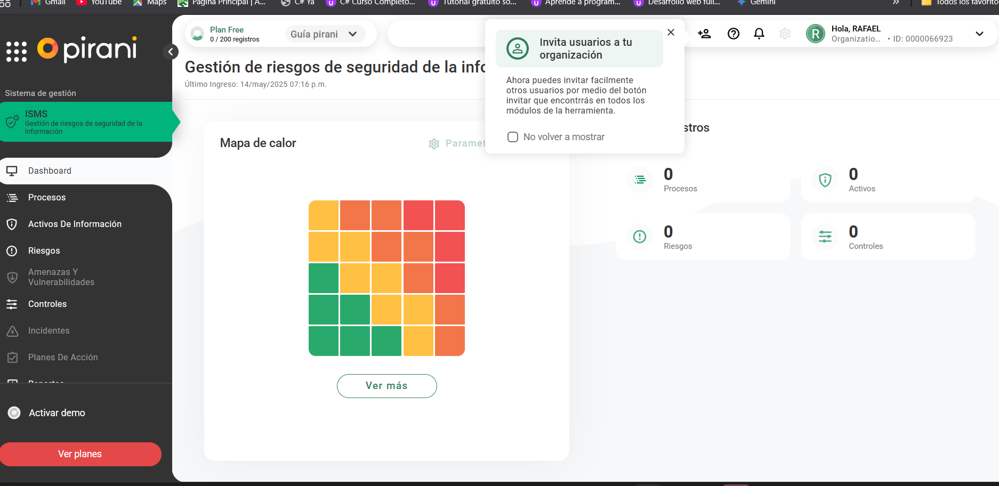 Gmail
YouTube
Maps
Pagina Principal | A...
C# Ya
C# Curso Completo...
Tutorial gratuito so...
Aprende a program...
Desarrollo web full...
Gemini
»
Todos los favorito
pirani
Sistema de gestión
ISMS
Gestión de riesgos de seguridad de la
información
Dashboard
Procesos
Activos De Información
Riesgos
Amenazas Y
Vulnerabilidades
Controles
Incidentes
Planes De Acción
Reportes
Activar demo
Ver planes
Plan Free
0 / 200 registros
Guía pirani
Hola, RAFAEL
Organizatio... • ID: 0000066923
R
Gestión de riesgos de seguridad de la info
Último Ingreso: 14/may/2025 07:16 p.m.
Invita usuarios a tu
organización
Ahora puedes invitar facilmente
otros usuarios por medio del botón
invitar que encontrrás en todos los
módulos de la herramienta.
No volver a mostrar
Mapa de calor
Paramet
Ver más
stros
0
Procesos
0
Activos
0
Riesgos
0
Controles